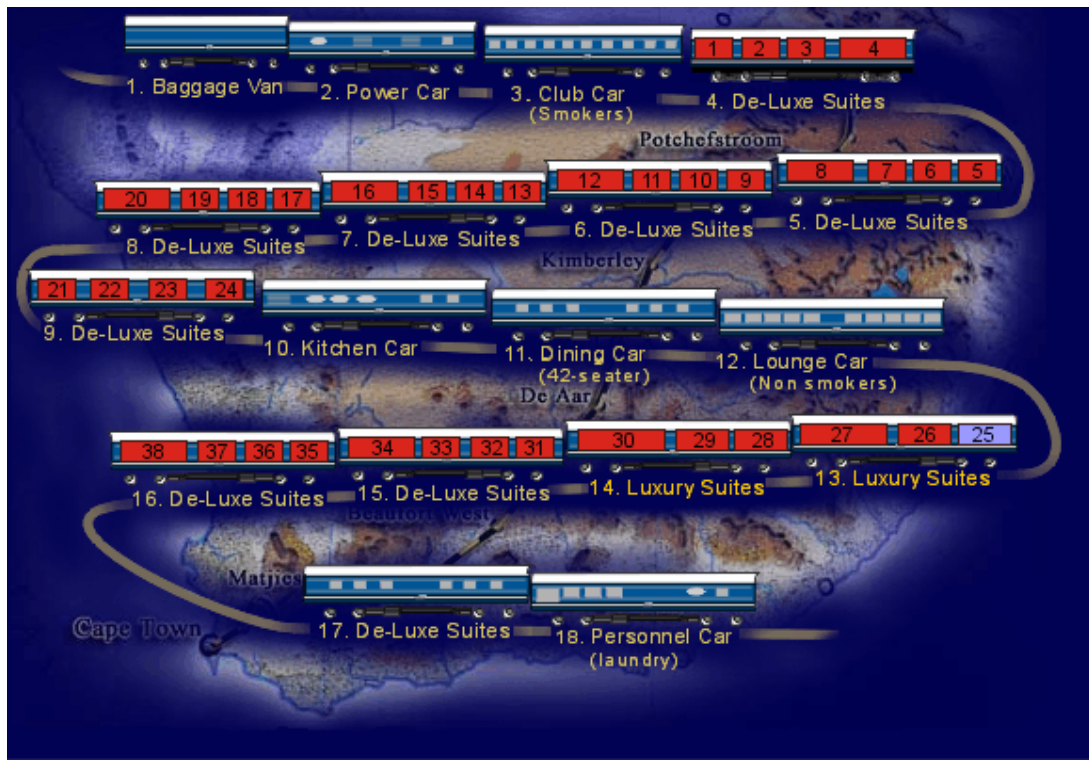 1 2 3 4
1. Baggage Van
2. Power Car
3. Club Car
(Smokers)
4. De-Luxe Suites
Potchefstroom
20 19 18 17
16 15 14 13
12 11 10 9
8 7 6 5
8. De-Luxe Suites
7. De-Luxe Suites
6. De-Luxe Suites
5. De-Luxe Suites
Kimberley
21 22 23 24
9. De-Luxe Suites
10. Kitchen Car
11. Dining Car
(42-seater)
12. Lounge Car
(Non smokers)
De Aar
38 37 36 35
34 33 32 31
30 29 28
27 26 25
16. De-Luxe Suites
15. De-Luxe Suites
14. Luxury Suites
13. Luxury Suites
Beaufort West
Matjies
Cape Town
17. De-Luxe Suites
18. Personnel Car
(laundry)